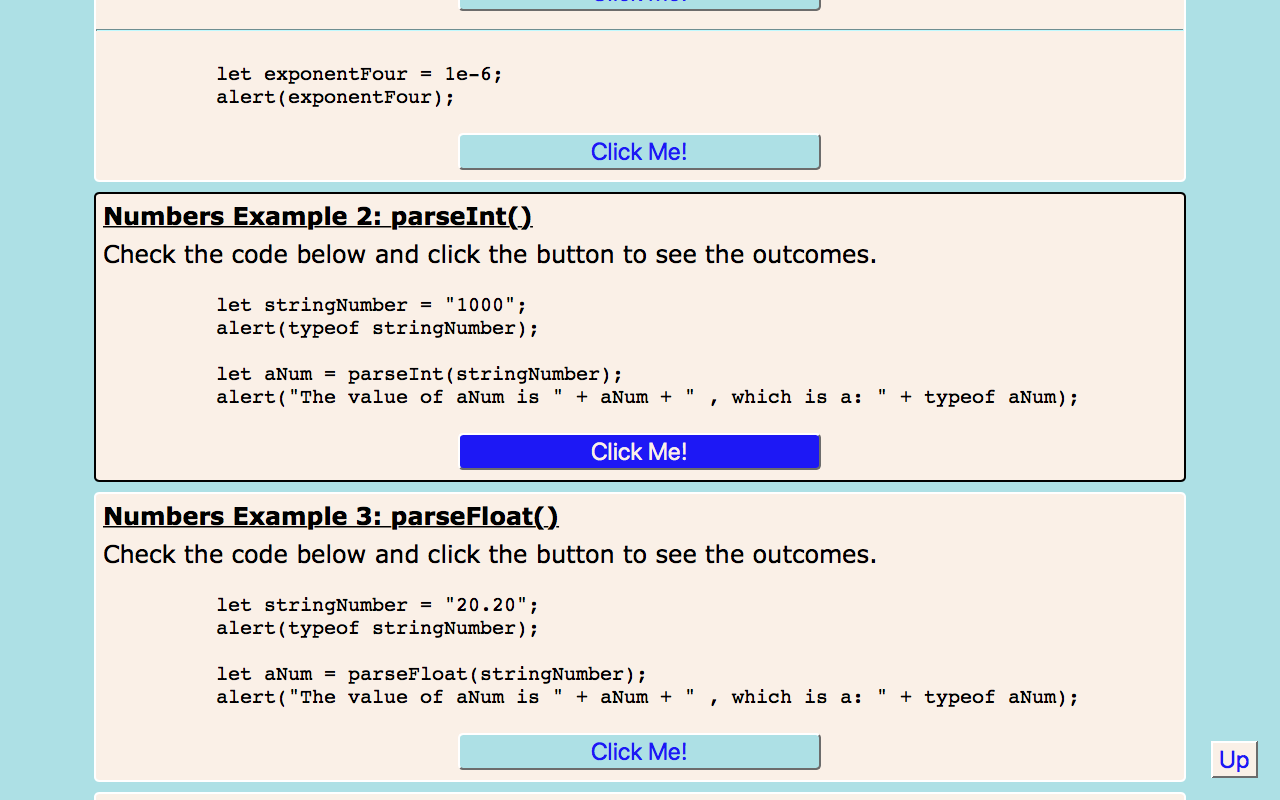 let exponentFour = 1e-6;
alert(exponentFour);
Click Me!
Numbers Example 2: parseInt()
Check the code below and click the button to see the outcomes.
let stringNumber = "1000";
alert(typeof stringNumber);
let aNum = parseInt(stringNumber);
alert("The value of aNum is " + aNum + " , which is a: " + typeof aNum);
Click Me!
Numbers Example 3: parseFloat()
Check the code below and click the button to see the outcomes.
let stringNumber = "20.20";
alert(typeof stringNumber);
let aNum = parseFloat(stringNumber);
alert("The value of aNum is " + aNum + " , which is a: " + typeof aNum);
Click Me!
Up